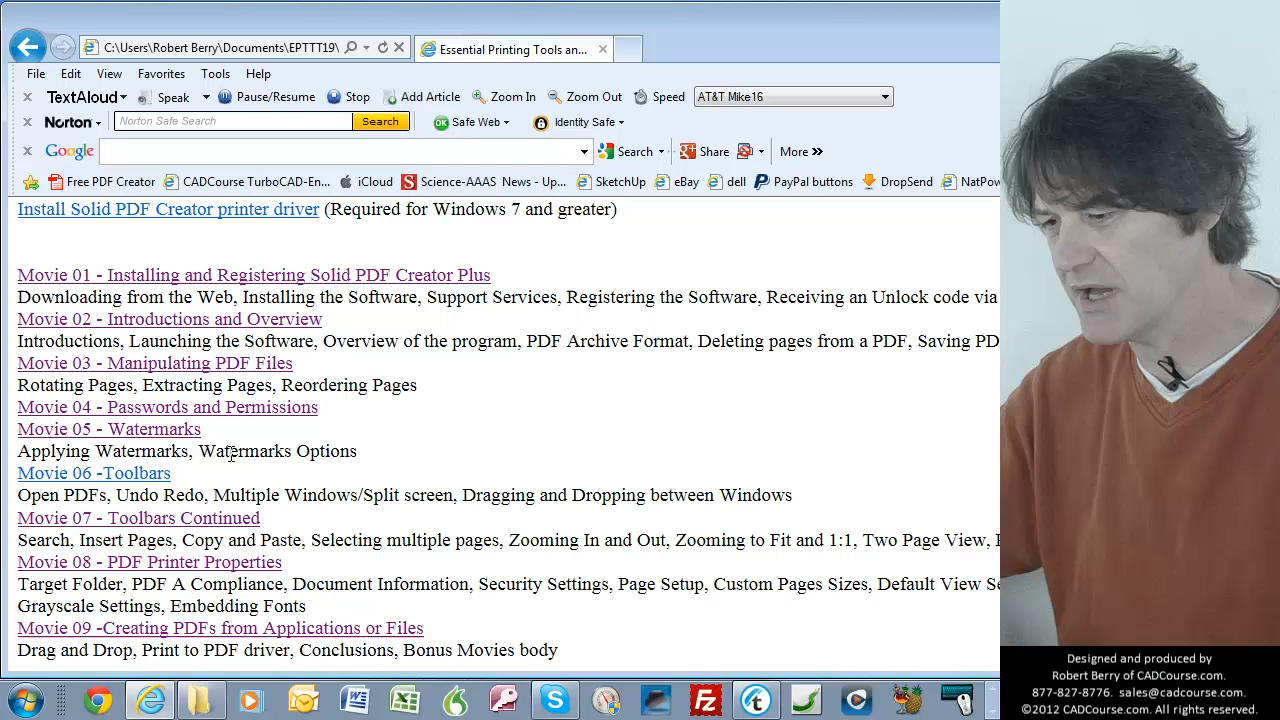 C:\Users\Robert Berry\Documents\EPTTT19\
Essential Printing Tools an...
File Edit View Favorites Tools Help
TextAloud Speak Pause/Resume Stop Add Article Zoom In Zoom Out Speed AT&T Mike16
Norton Norton Safe Search Search Safe Web Identity Safe
Google Search Share More »
Free PDF Creator CADCourse TurboCAD-En... iCloud Science-AAAS News - Up... SketchUp eBay dell PayPal buttons DropSend NatPow
Install Solid PDF Creator printer driver (Required for Windows 7 and greater)
Movie 01 - Installing and Registering Solid PDF Creator Plus
Downloading from the Web, Installing the Software, Support Services, Registering the Software, Receiving an Unlock code via
Movie 02 - Introductions and Overview
Introductions, Launching the Software, Overview of the program, PDF Archive Format, Deleting pages from a PDF, Saving PD
Movie 03 - Manipulating PDF Files
Rotating Pages, Extracting Pages, Reordering Pages
Movie 04 - Passwords and Permissions
Movie 05 - Watermarks
Applying Watermarks, Watermarks Options
Movie 06 -Toolbars
Open PDFs, Undo Redo, Multiple Windows/Split screen, Dragging and Dropping between Windows
Movie 07 - Toolbars Continued
Search, Insert Pages, Copy and Paste, Selecting multiple pages, Zooming In and Out, Zooming to Fit and 1:1, Two Page View,
Movie 08 - PDF Printer Properties
Target Folder, PDF A Compliance, Document Information, Security Settings, Page Setup, Custom Pages Sizes, Default View Se
Grayscale Settings, Embedding Fonts
Movie 09 -Creating PDFs from Applications or Files
Drag and Drop, Print to PDF driver, Conclusions, Bonus Movies body
Designed and produced by
Robert Berry of CADCourse.com.
877-827-8776. sales@cadcourse.com.
©2012 CADCourse.com. All rights reserved.